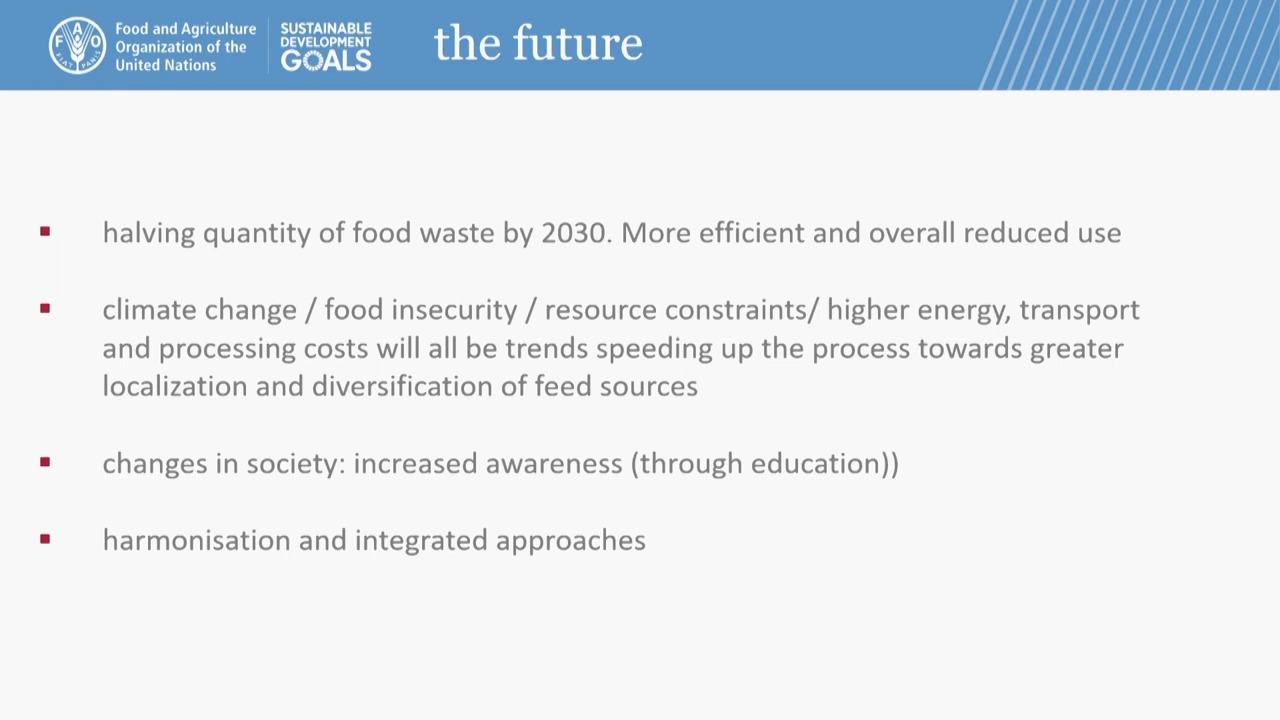 Food and Agriculture
Organization of the
United Nations
F A O
FIAT PANIS
SUSTAINABLE
DEVELOPMENT
GOALS
the future
halving quantity of food waste by 2030. More efficient and overall reduced use
climate change / food insecurity / resource constraints/ higher energy, transport
and processing costs will all be trends speeding up the process towards greater
localization and diversification of feed sources
changes in society: increased awareness (through education))
harmonisation and integrated approaches